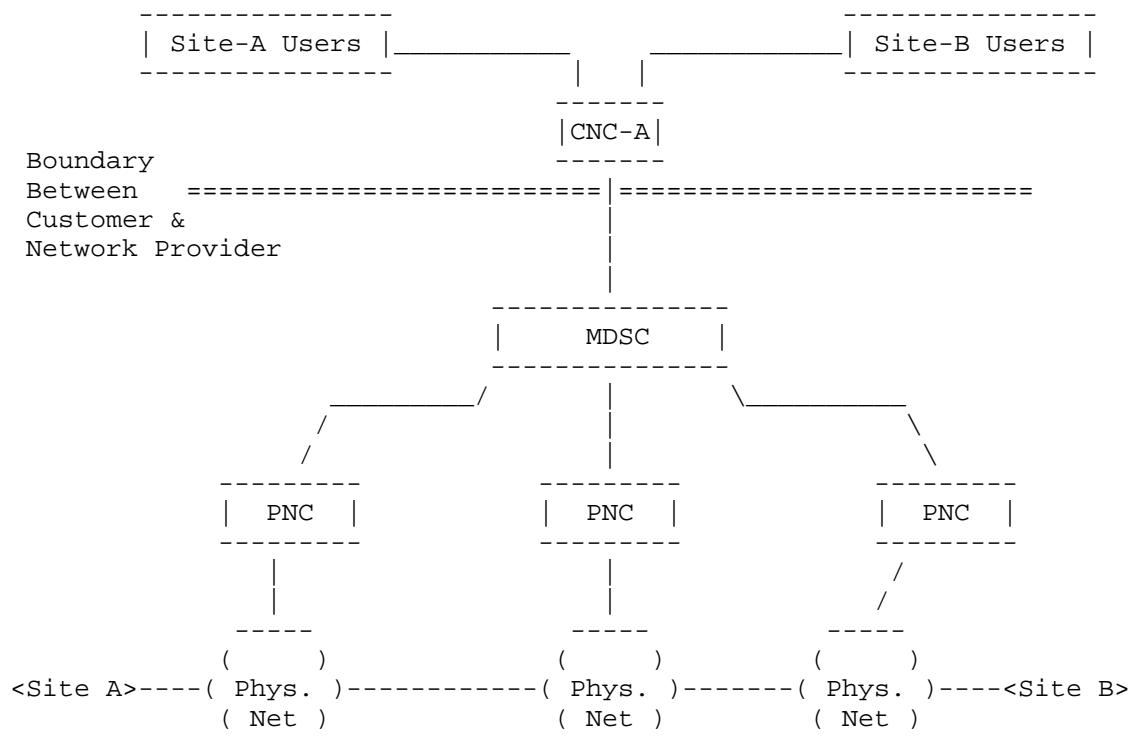 Site-A Users Site-B Users
CNC-A
Boundary
Between
Customer &
Network Provider
MDSC
PNC PNC PNC
<Site A> Phys. Phys. Phys. <Site B>
Net Net Net